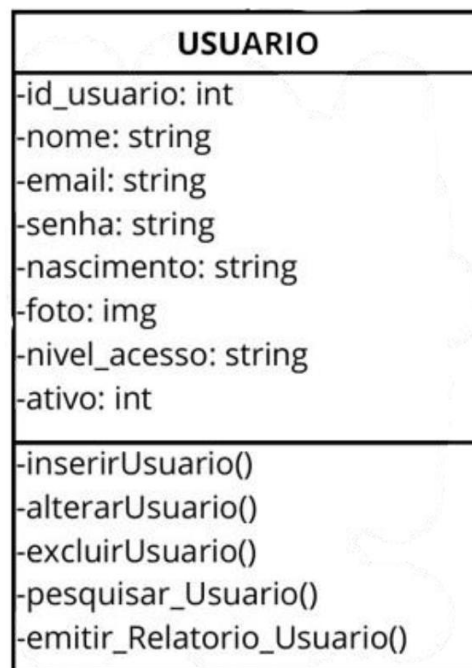 USUARIO
-id_usuario: int
-nome: string
-email: string
-senha: string
-nascimento: string
-foto: img
-nivel_acesso: string
-ativo: int
-inserirUsuario()
-alterarUsuario()
-excluirUsuario()
-pesquisar_Usuario()
-emitir_Relatorio_Usuario()